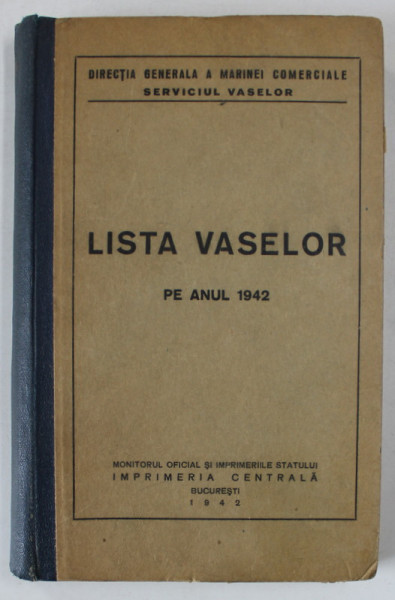 DIRECȚIA GENERALA A MARINEI COMERCIALE
SERVICIUL VASELOR
LISTA VASELOR
PE ANUL 1942
MONITORUL OFICIAL ȘI IMPRIMERIILE STATULUI
IMPRIMERIA CENTRALĂ
BUCUREȘTI
1942